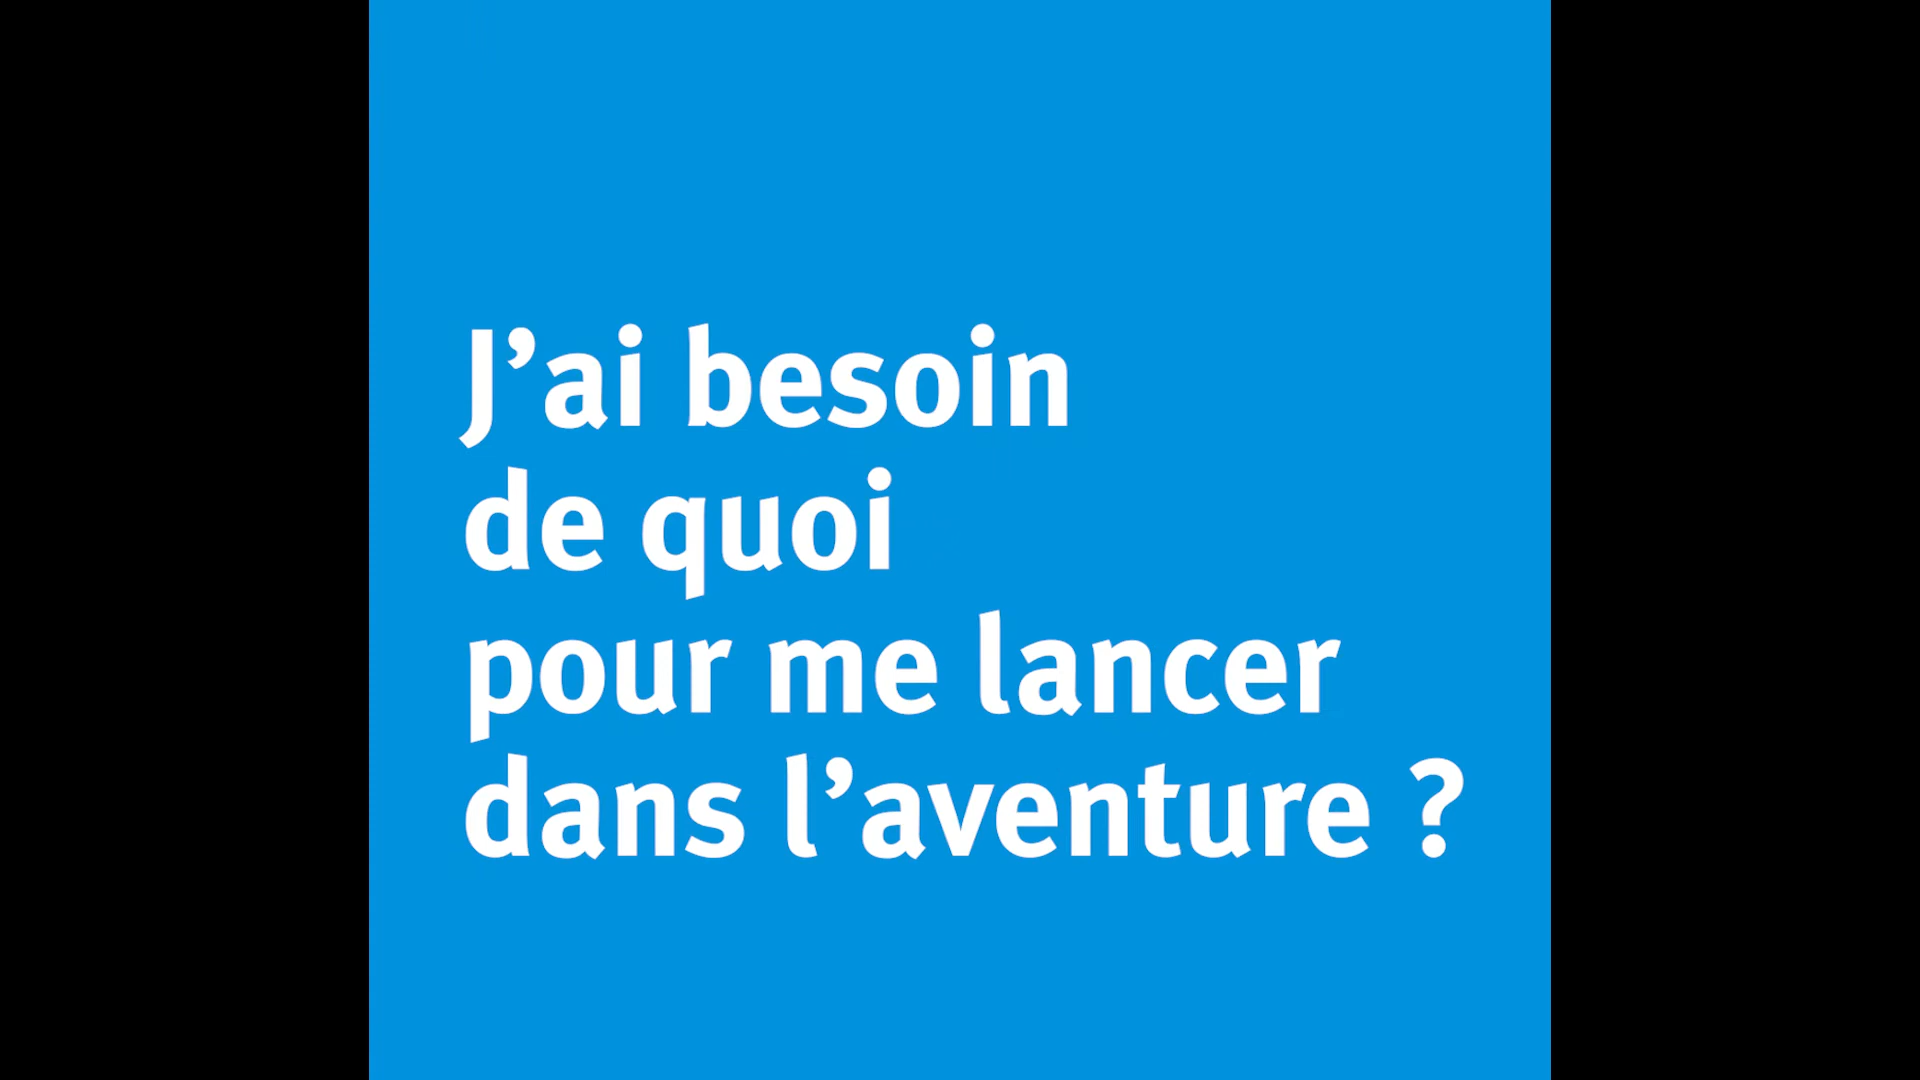 J’ai besoin
de quoi
pour me lancer
dans l’aventure ?